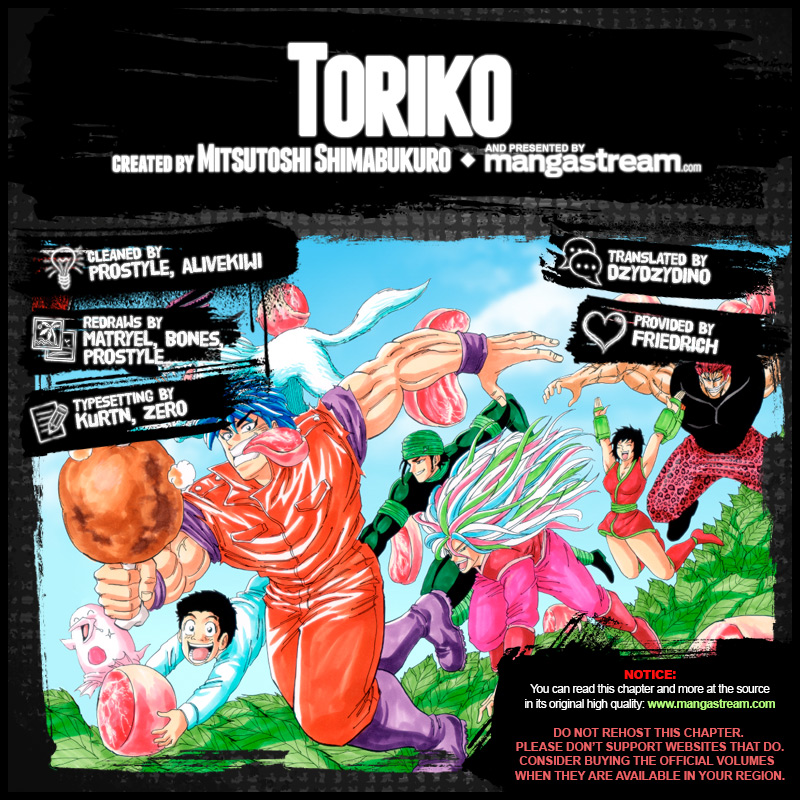 TORIKO
CREATED BY MITSUTOSHI SHIMABUKURO ◆ AND PRESENTED BY mangastream.com
CLEANED BY
PROSTYLE, ALIVEKIWI
REDRAWS BY
MATRYEL, BONES,
PROSTYLE
TYPESETTING BY
KURTN, ZERO
TRANSLATED BY
DZYDZYDINO
PROVIDED BY
FRIEDRICH
NOTICE:
You can read this chapter and more at the source
in its original high quality: www.mangastream.com
DO NOT REHOST THIS CHAPTER.
PLEASE DON'T SUPPORT WEBSITES THAT DO.
CONSIDER BUYING THE OFFICIAL VOLUMES
WHEN THEY ARE AVAILABLE IN YOUR REGION.